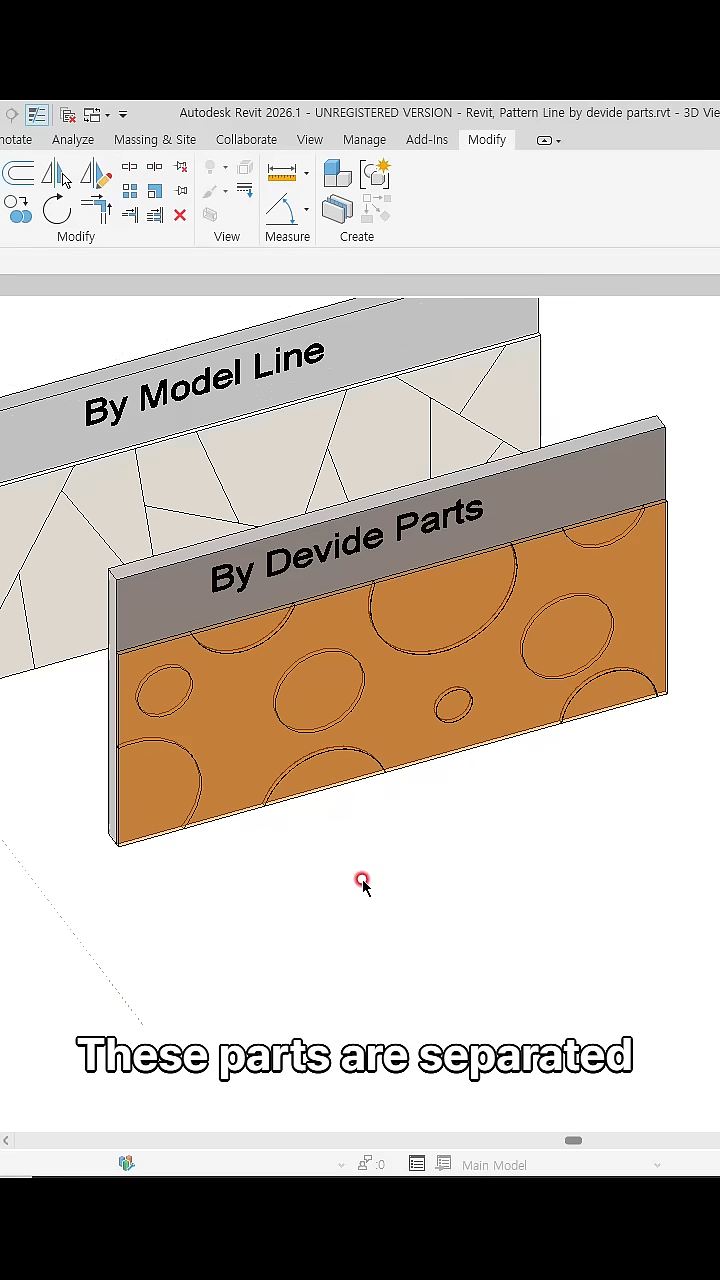 Autodesk Revit 2026.1 - UNREGISTERED VERSION - Revit, Pattern Line by devide parts.rvt - 3D Vie
notate Analyze Massing & Site Collaborate View Manage Add-Ins Modify
Modify View Measure Create
By Model Line
By Devide Parts
These parts are separated
:0 Main Model